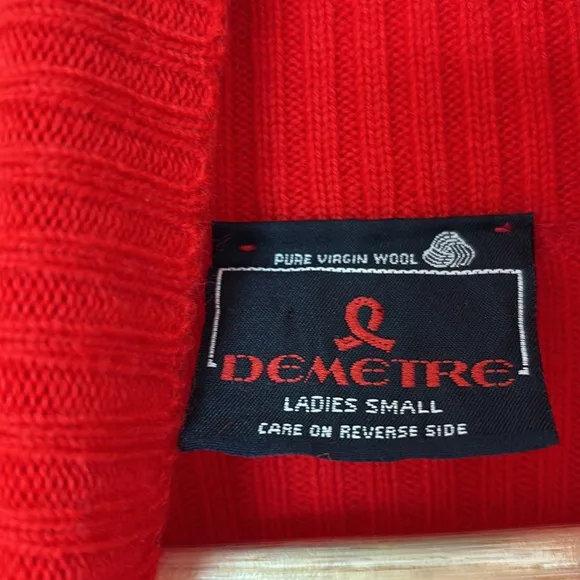 PURE VIRGIN WOOL
DEMETRE
LADIES SMALL
CARE ON REVERSE SIDE